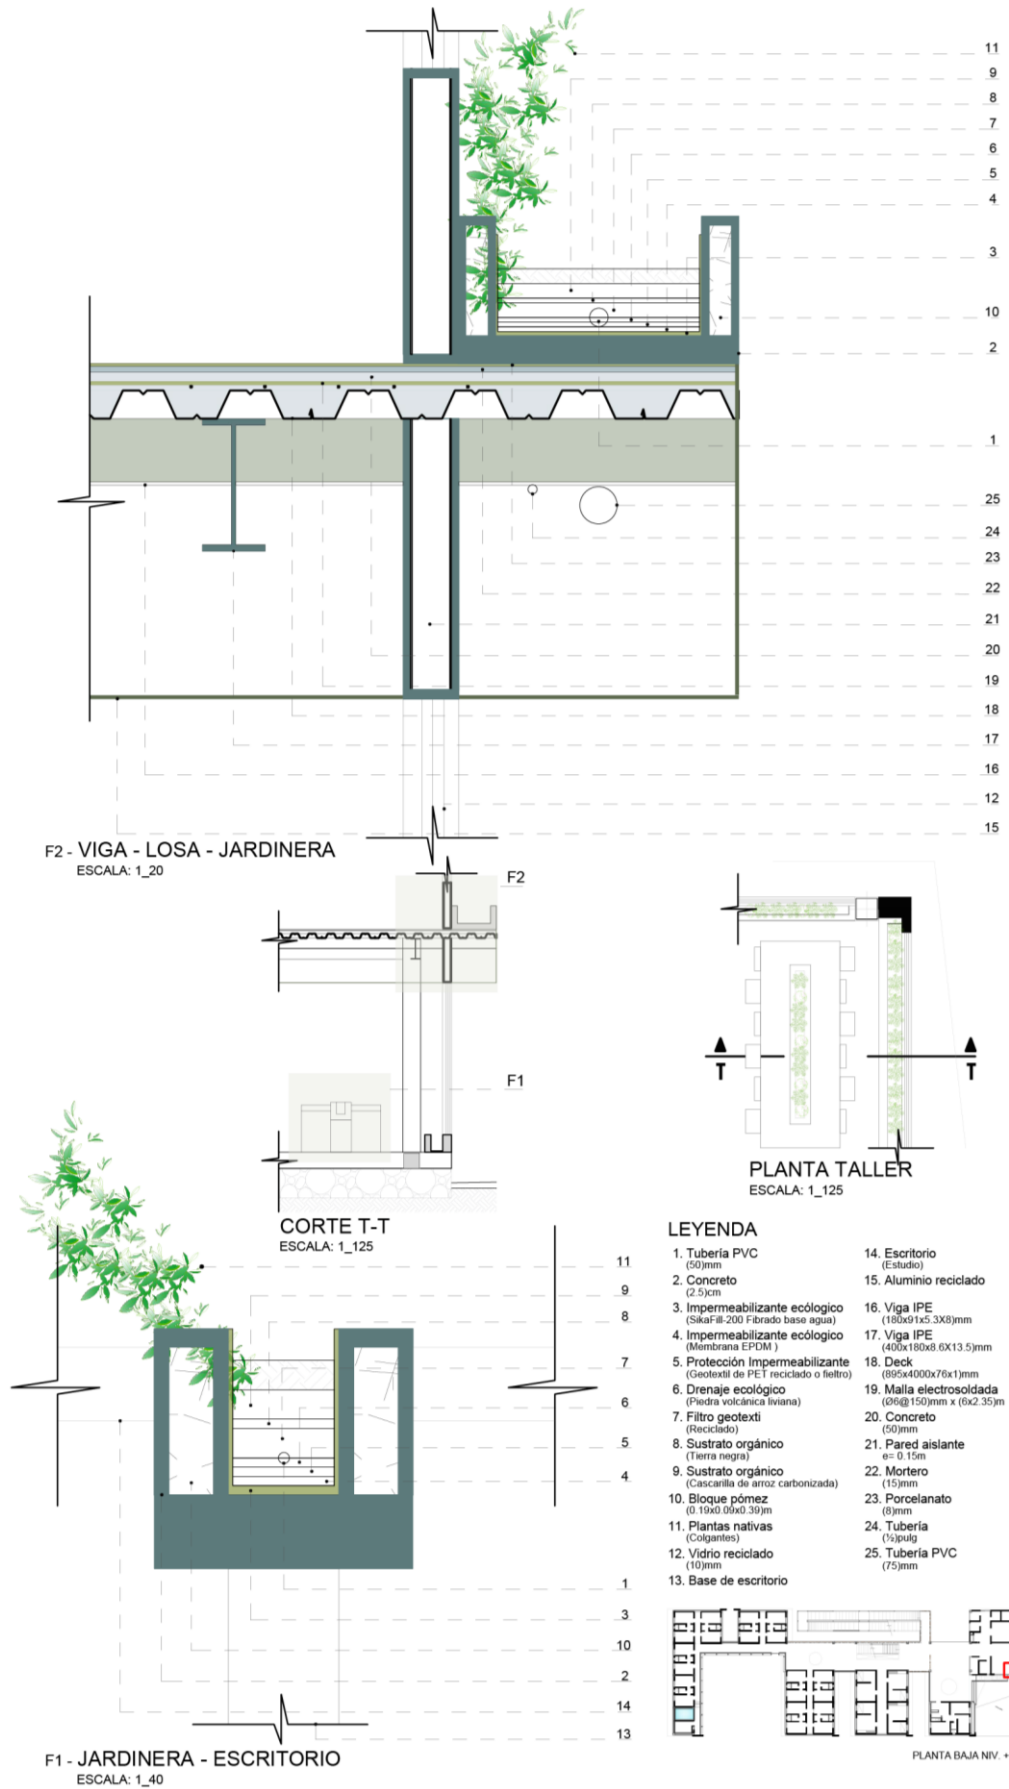 11
9
8
7
6
5
4
3
10
2
1
25
24
23
22
21
20
19
18
17
16
12
15
F2 - VIGA - LOSA - JARDINERA
ESCALA: 1_20
F2
F1
CORTE T-T
ESCALA: 1_125
T
T
PLANTA TALLER
ESCALA: 1_125
11
9
8
7
6
5
4
1
3
10
2
14
13
F1 - JARDINERA - ESCRITORIO
ESCALA: 1_40
LEYENDA
1. Tubería PVC
(50)mm
2. Concreto
(2.5)cm
3. Impermeabilizante ecólogico
(SikaFill-200 Fibrado base agua)
4. Impermeabilizante ecólogico
(Membrana EPDM )
5. Protección Impermeabilizante
(Geotextil de PET reciclado o fieltro)
6. Drenaje ecológico
(Piedra volcánica liviana)
7. Filtro geotexti
(Reciclado)
8. Sustrato orgánico
(Tierra negra)
9. Sustrato orgánico
(Cascarilla de arroz carbonizada)
10. Bloque pómez
(0.19x0.09x0.39)m
11. Plantas nativas
(Colgantes)
12. Vidrio reciclado
(10)mm
13. Base de escritorio
14. Escritorio
(Estudio)
15. Aluminio reciclado
16. Viga IPE
(180x91x5.3X8)mm
17. Viga IPE
(400x180x8.6X13.5)mm
18. Deck
(895x4000x76x1)mm
19. Malla electrosoldada
(Ø6@150)mm x (6x2.35)m
20. Concreto
(50)mm
21. Pared aislante
e= 0.15m
22. Mortero
(15)mm
23. Porcelanato
(8)mm
24. Tubería
(½)pulg
25. Tubería PVC
(75)mm
PLANTA BAJA NIV. +